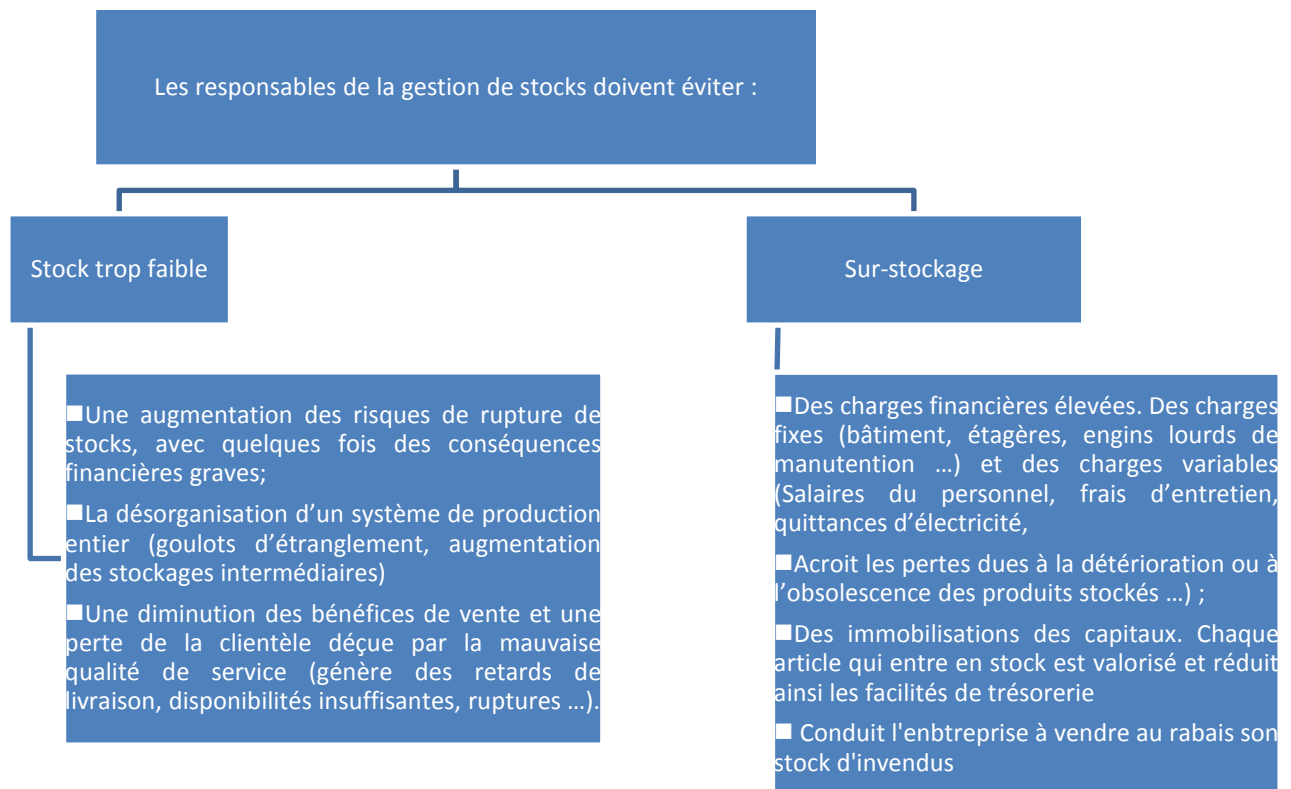 Les responsables de la gestion de stocks doivent éviter :
Stock trop faible
Sur-stockage
■Une augmentation des risques de rupture de
stocks, avec quelques fois des conséquences
financières graves;
■La désorganisation d’un système de production
entier (goulots d’étranglement, augmentation
des stockages intermédiaires)
■Une diminution des bénéfices de vente et une
perte de la clientèle déçue par la mauvaise
qualité de service (génère des retards de
livraison, disponibilités insuffisantes, ruptures …).
■Des charges financières élevées. Des charges
fixes (bâtiment, étagères, engins lourds de
manutention …) et des charges variables
(Salaires du personnel, frais d’entretien,
quittances d’électricité,
■Acroit les pertes dues à la détérioration ou à
l’obsolescence des produits stockés …) ;
■Des immobilisations des capitaux. Chaque
article qui entre en stock est valorisé et réduit
ainsi les facilités de trésorerie
■ Conduit l'enbtreprise à vendre au rabais son
stock d'invendus